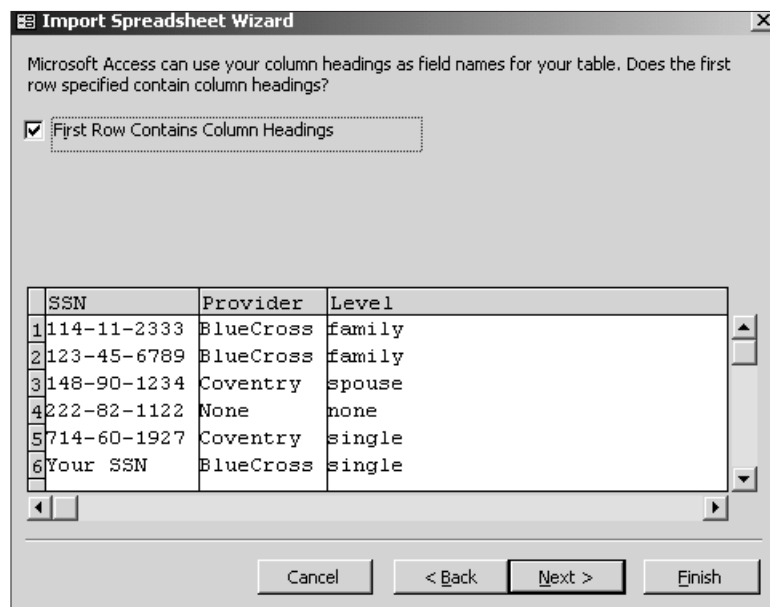 Import Spreadsheet Wizard
Microsoft Access can use your column headings as field names for your table. Does the first
row specified contain column headings?
First Row Contains Column Headings
SSN Provider Level
1 114-11-2333 BlueCross family
2 123-45-6789 BlueCross family
3 148-90-1234 Coventry spouse
4 222-82-1122 None none
5 714-60-1927 Coventry single
6 Your SSN BlueCross single
Cancel < Back Next > Finish